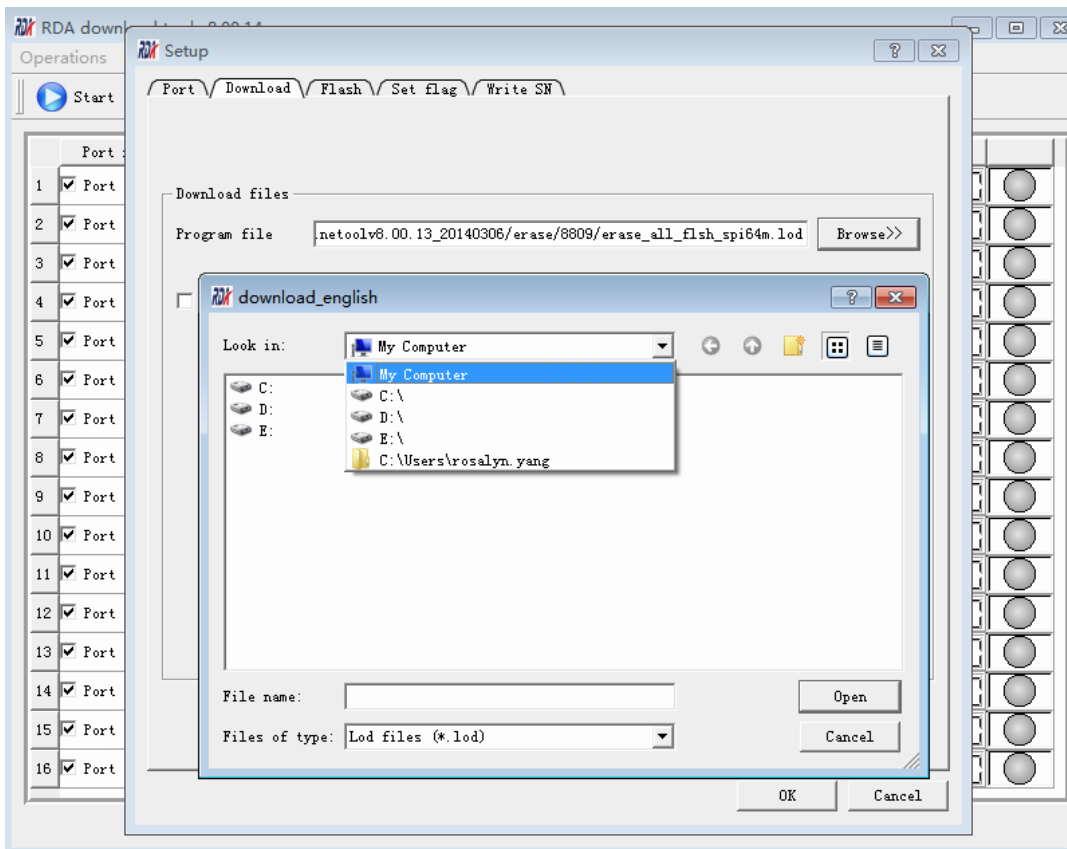 RDA downl
Setup
Operations
Start
Port Download Flash Set flag Write SN
Port
1 Port
Download files
2 Port
Program file .netoolv8.00.13_20140306/erase/8809/erase_all_flsh_spi64m.lod Browse>>
3 Port
4 Port
download_english
5 Port
Look in: My Computer
6 Port
My Computer
C:
C:\
D:
D:\
7 Port
E:
E:\
8 Port
C:\Users\rosalyn.yang
9 Port
10 Port
11 Port
12 Port
13 Port
14 Port
File name: Open
15 Port
Files of type: Lod files (*.lod) Cancel
16 Port
OK Cancel